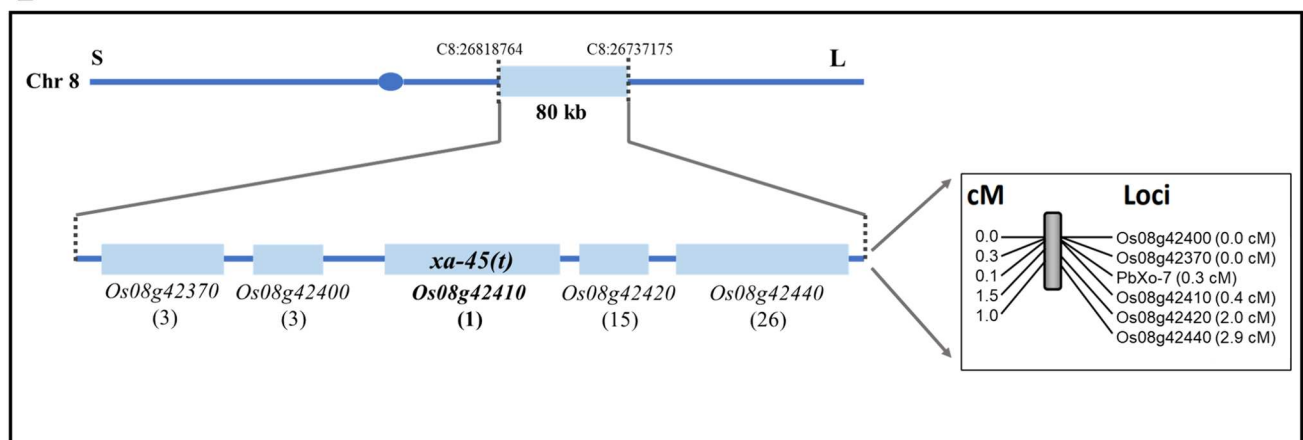 C8:26818764 C8:26737175
S L
Chr 8
80 kb
xa-45(t)
Os08g42370 Os08g42400 Os08g42410 Os08g42420 Os08g42440
(3) (3) (1) (15) (26)
cM Loci
0.0 Os08g42400 (0.0 cM)
0.3 Os08g42370 (0.0 cM)
0.1 PbXo-7 (0.3 cM)
1.5 Os08g42410 (0.4 cM)
1.0 Os08g42420 (2.0 cM)
Os08g42440 (2.9 cM)